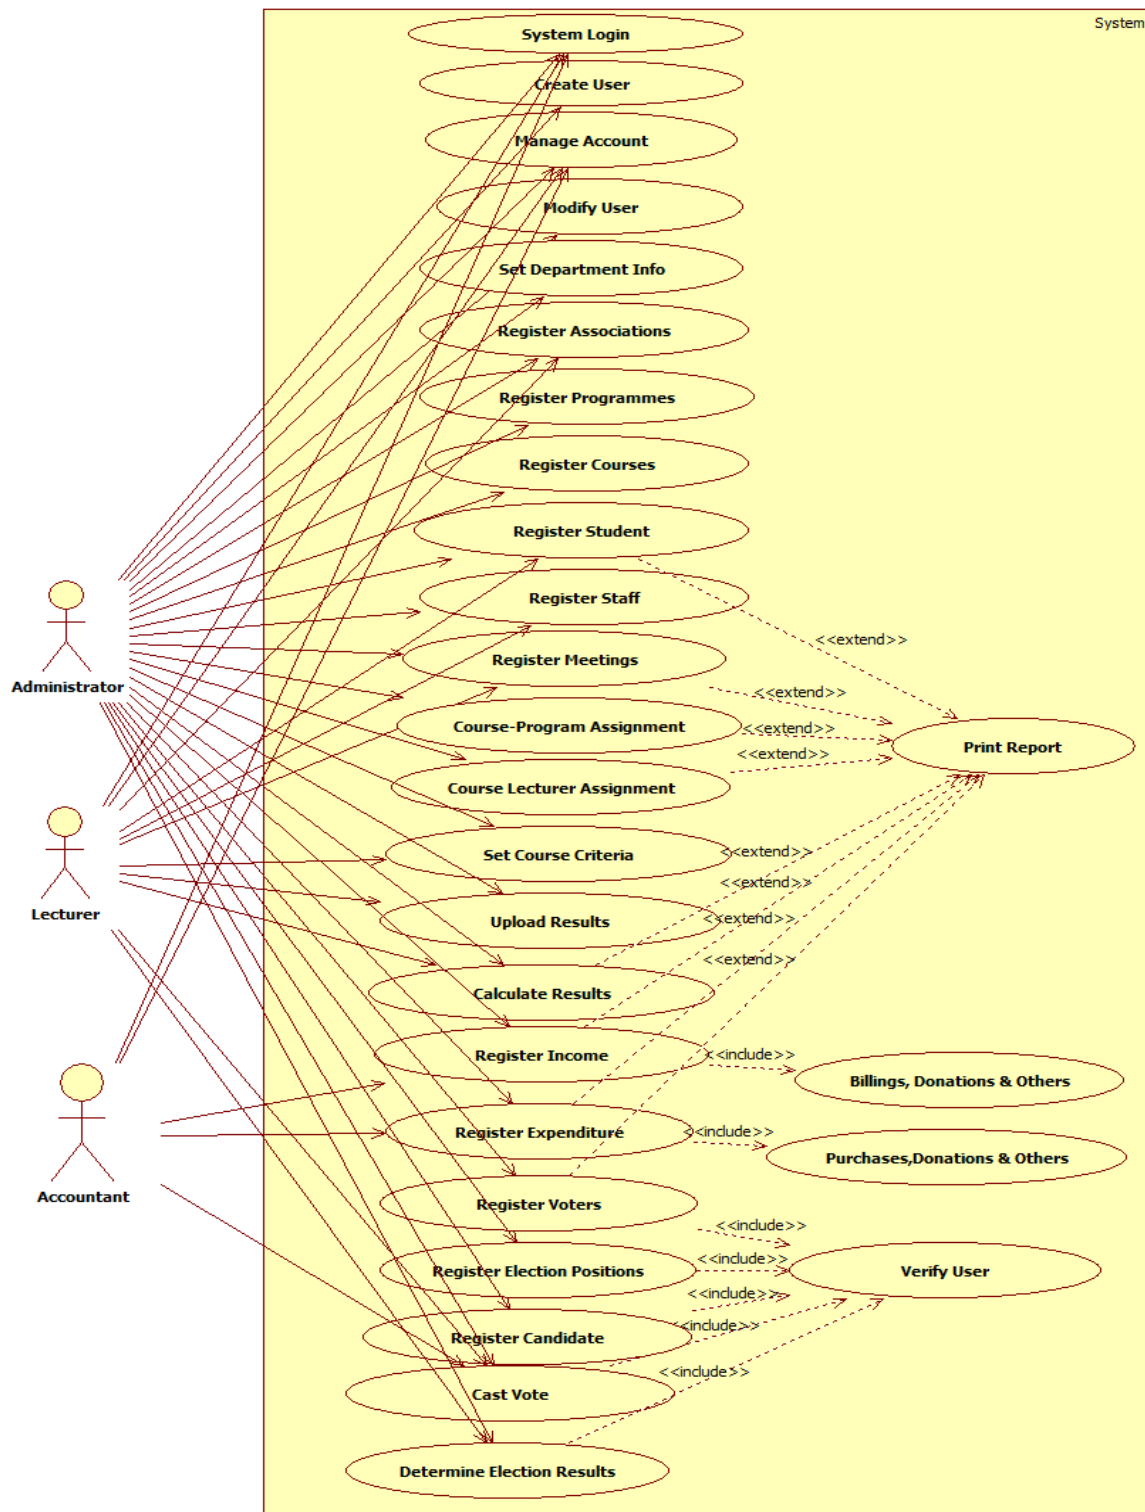 System
System Login
Create User
Manage Account
Modify User
Set Department Info
Register Associations
Register Programmes
Register Courses
Register Student
Register Staff
<<extend>>
Register Meetings
Administrator
<<extend>>
Course-Program Assignment
<<extend>>
Print Report
<<extend>>
Course Lecturer Assignment
Set Course Criteria
<<extend>>
<<extend>>
Lecturer
Upload Results
<<extend>>
<<extend>>
Calculate Results
Register Income
<<include>>
Billings, Donations & Others
Register Expenditure
<<include>>
Purchases,Donations & Others
Accountant
Register Voters
<<include>>
Register Election Positions
<<include>>
Verify User
<<include>>
Register Candidate
<<include>>
<<include>>
Cast Vote
Determine Election Results